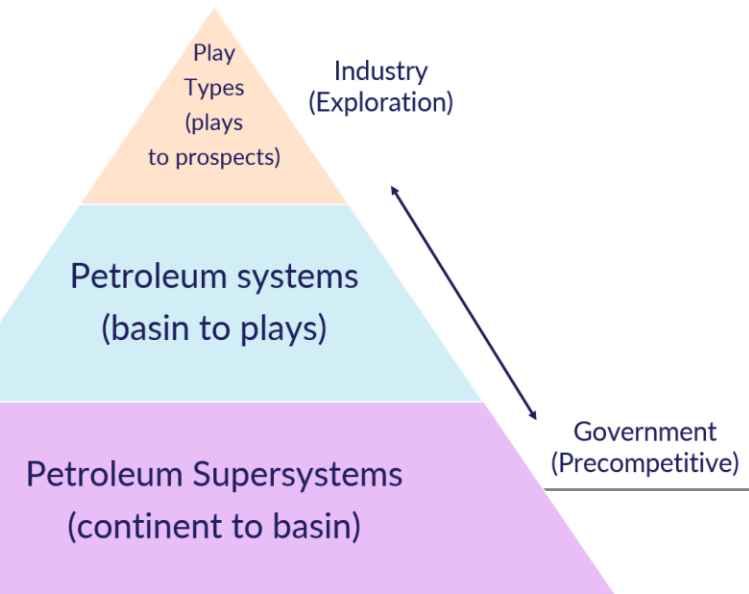 Play
Types
(plays
to prospects)
Industry
(Exploration)
Petroleum systems
(basin to plays)
Government
(Precompetitive)
Petroleum Supersystems
(continent to basin)